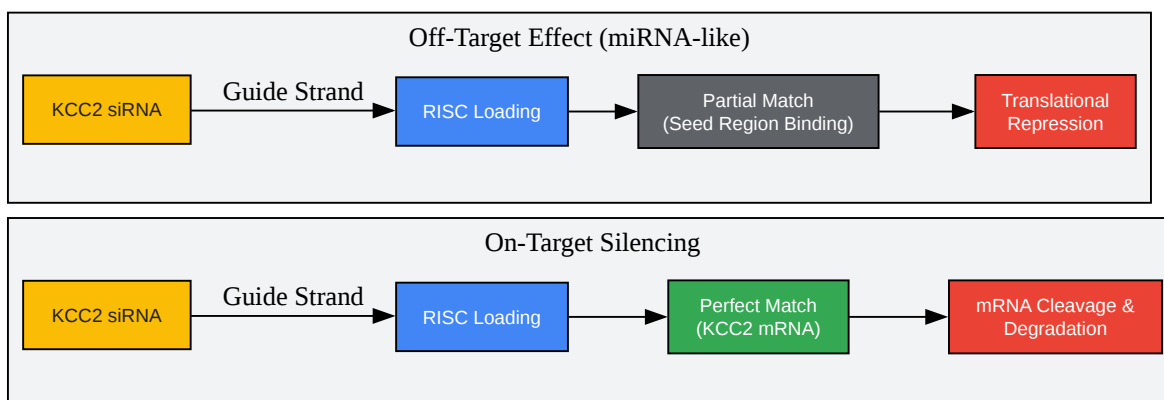 Off-Target Effect (miRNA-like)
KCC2 siRNA
Guide Strand
RISC Loading
Partial Match
(Seed Region Binding)
Translational
Repression
On-Target Silencing
KCC2 siRNA
Guide Strand
RISC Loading
Perfect Match
(KCC2 mRNA)
mRNA Cleavage &
Degradation